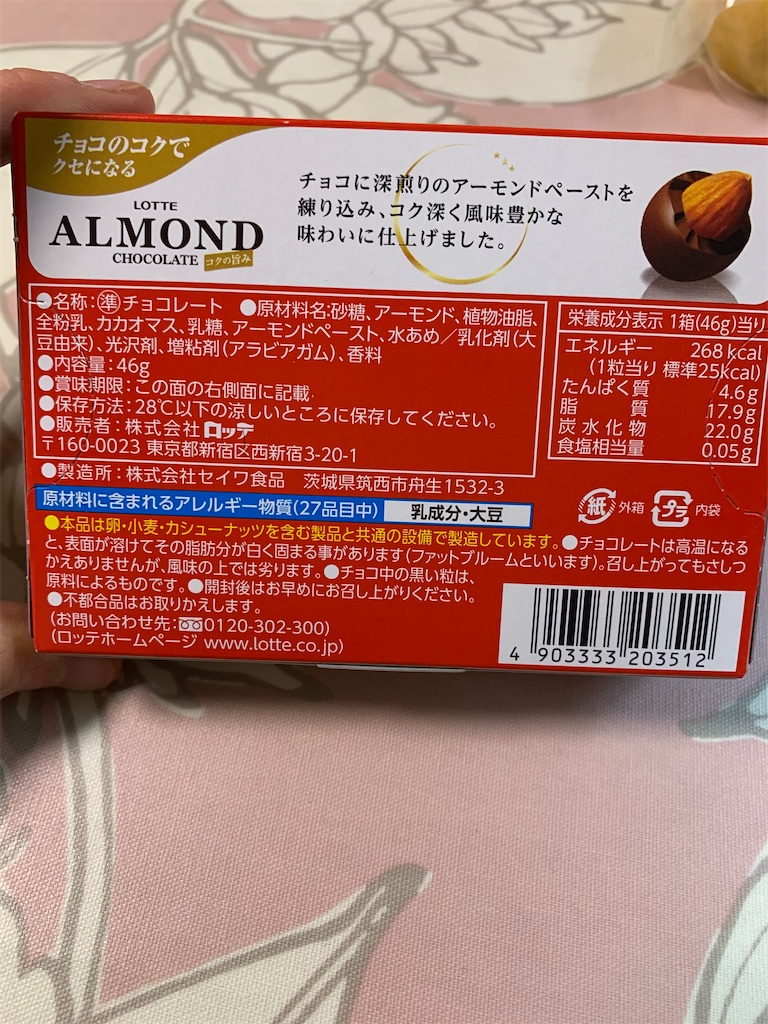 チョコのコクで
クセになる
LOTTE
ALMOND
CHOCOLATE コクの旨み
チョコに深煎りのアーモンドペーストを
練り込み、コク深く風味豊かな
味わいに仕上げました。
●名称:㊜チョコレート ●原材料名:砂糖、アーモンド、植物油脂、
全粉乳、カカオマス、乳糖、アーモンドペースト、水あめ／乳化剤(大
豆由来)、光沢剤、増粘剤(アラビアガム)、香料
●内容量:46g
●賞味期限:この面の右側面に記載
●保存方法:28℃以下の涼しいところに保存してください。
●販売者:株式会社ロッテ
〒160-0023 東京都新宿区西新宿3-20-1
●製造所:株式会社セイワ食品 茨城県筑西市舟生1532-3
栄養成分表示 1箱(46g)当り
エネルギー 268kcal
(1粒当り 標準25kcal)
たんぱく質 4.6g
脂質 17.9g
炭水化物 22.0g
食塩相当量 0.05g
紙 外箱 プラ 内袋
原材料に含まれるアレルギー物質(27品目中) 乳成分・大豆
●本品は卵・小麦・カシューナッツを含む製品と共通の設備で製造しています。●チョコレートは高温になる
と、表面が溶けてその脂肪分が白く固まる事があります(ファットブルームといいます)。召し上がってもさしつ
かえありませんが、風味の上では劣ります。●チョコ中の黒い粒は、
原料によるものです。●開封後はお早めにお召し上がりください。
●不都合品はお取りかえします。
(お問い合わせ先:0120-302-300)
(ロッテホームページ www.lotte.co.jp)
4 903333 203512